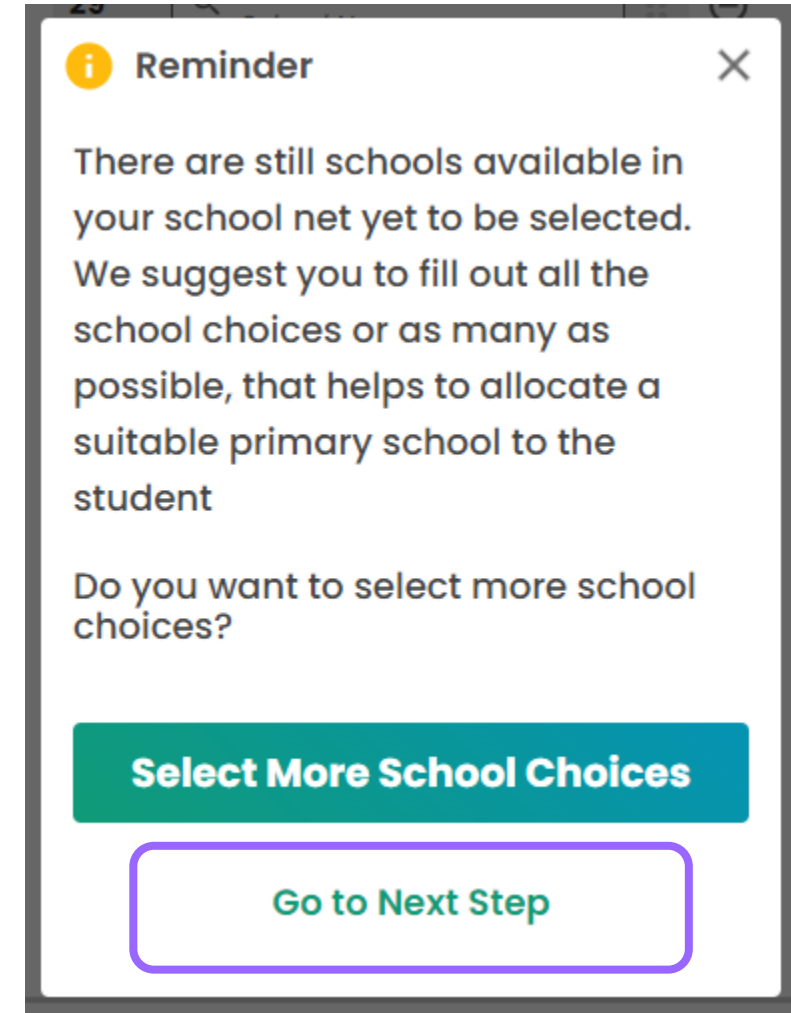 29
Reminder
There are still schools available in
your school net yet to be selected.
We suggest you to fill out all the
school choices or as many as
possible, that helps to allocate a
suitable primary school to the
student
Do you want to select more school
choices?
Select More School Choices
Go to Next Step